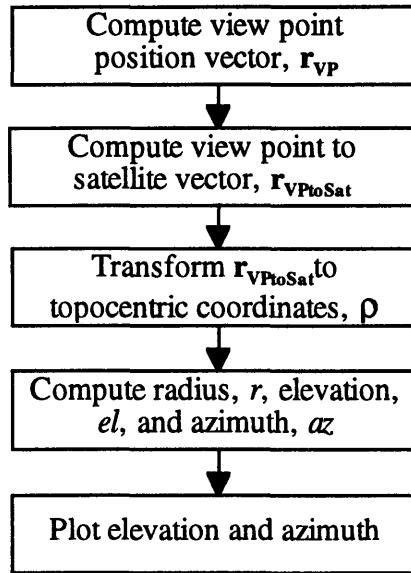 Compute view point
position vector, r_VP
Compute view point to
satellite vector, r_VPtoSat
Transform r_VPtoSat to
topocentric coordinates, ρ
Compute radius, r, elevation,
el, and azimuth, az
Plot elevation and azimuth